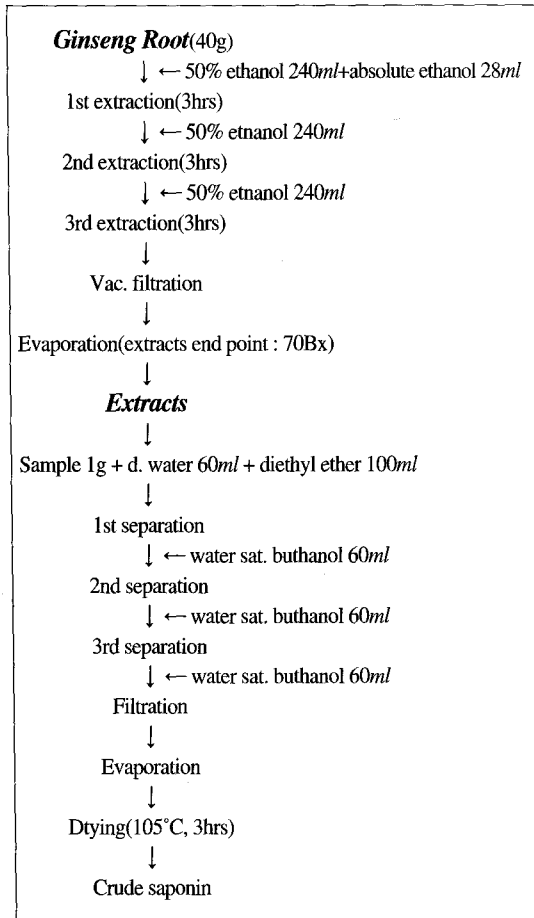 Ginseng Root(40g)
↓ ← 50% ethanol 240ml+absolute ethanol 28ml
1st extraction(3hrs)
↓ ← 50% etnanol 240ml
2nd extraction(3hrs)
↓ ← 50% etnanol 240ml
3rd extraction(3hrs)
↓
Vac. filtration
↓
Evaporation(extracts end point : 70Bx)
↓
Extracts
↓
Sample 1g + d. water 60ml + diethyl ether 100ml
↓
1st separation
↓ ← water sat. buthanol 60ml
2nd separation
↓ ← water sat. buthanol 60ml
3rd separation
↓ ← water sat. buthanol 60ml
Filtration
↓
Evaporation
↓
Dtying(105°C, 3hrs)
↓
Crude saponin